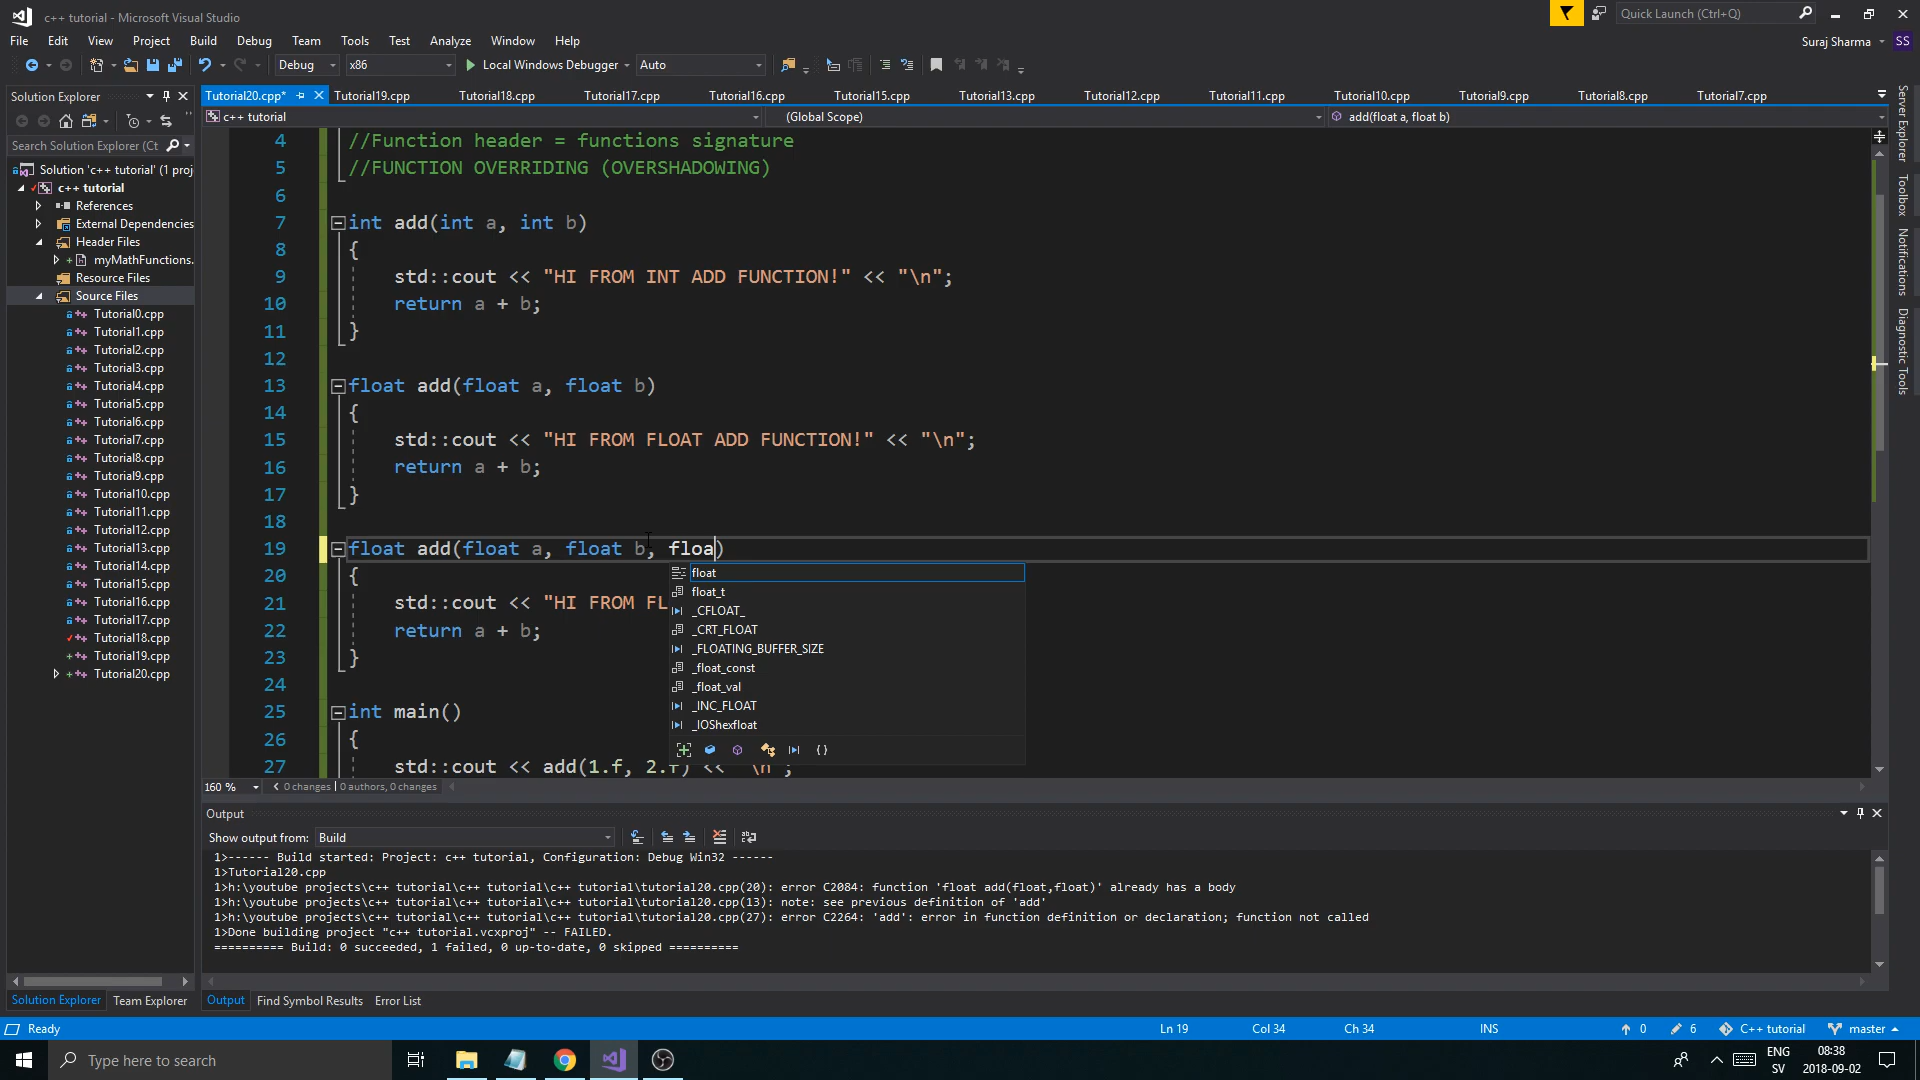 c++ tutorial - Microsoft Visual Studio
Quick Launch (Ctrl+Q)
File Edit View Project Build Debug Team Tools Test Analyze Window Help
Suraj Sharma SS
Debug x86 Local Windows Debugger Auto
Solution Explorer
Tutorial20.cpp* Tutorial19.cpp Tutorial18.cpp Tutorial17.cpp Tutorial16.cpp Tutorial15.cpp Tutorial13.cpp Tutorial12.cpp Tutorial11.cpp Tutorial10.cpp Tutorial9.cpp Tutorial8.cpp Tutorial7.cpp
c++ tutorial (Global Scope) add(float a, float b)
Search Solution Explorer (Ct
Solution 'c++ tutorial' (1 proj
c++ tutorial
References
External Dependencies
Header Files
myMathFunctions.
Resource Files
Source Files
Tutorial0.cpp
Tutorial1.cpp
Tutorial2.cpp
Tutorial3.cpp
Tutorial4.cpp
Tutorial5.cpp
Tutorial6.cpp
Tutorial7.cpp
Tutorial8.cpp
Tutorial9.cpp
Tutorial10.cpp
Tutorial11.cpp
Tutorial12.cpp
Tutorial13.cpp
Tutorial14.cpp
Tutorial15.cpp
Tutorial16.cpp
Tutorial17.cpp
Tutorial18.cpp
Tutorial19.cpp
Tutorial20.cpp
4 //Function header = functions signature
5 //FUNCTION OVERRIDING (OVERSHADOWING)
6
7 int add(int a, int b)
8 {
9 std::cout << "HI FROM INT ADD FUNCTION!" << "\n";
10 return a + b;
11 }
12
13 float add(float a, float b)
14 {
15 std::cout << "HI FROM FLOAT ADD FUNCTION!" << "\n";
16 return a + b;
17 }
18
19 float add(float a, float b, floa)
20 {
21 std::cout << "HI FROM FL
22 return a + b;
23 }
24
25 int main()
26 {
27 std::cout << add(1.f, 2.f) << "\n";
float
float_t
_CFLOAT_
_CRT_FLOAT
_FLOATING_BUFFER_SIZE
_float_const
_float_val
_INC_FLOAT
_IOShexfloat
Server Explorer
Toolbox
Notifications
Diagnostic Tools
160 % 0 changes | 0 authors, 0 changes
Output
Show output from: Build
1>------ Build started: Project: c++ tutorial, Configuration: Debug Win32 ------
1>Tutorial20.cpp
1>h:\youtube projects\c++ tutorial\c++ tutorial\c++ tutorial\tutorial20.cpp(20): error C2084: function 'float add(float,float)' already has a body
1>h:\youtube projects\c++ tutorial\c++ tutorial\c++ tutorial\tutorial20.cpp(13): note: see previous definition of 'add'
1>h:\youtube projects\c++ tutorial\c++ tutorial\c++ tutorial\tutorial20.cpp(27): error C2264: 'add': error in function definition or declaration; function not called
1>Done building project "c++ tutorial.vcxproj" -- FAILED.
========== Build: 0 succeeded, 1 failed, 0 up-to-date, 0 skipped ==========
Solution Explorer Team Explorer Output Find Symbol Results Error List
Ready Ln 19 Col 34 Ch 34 INS 0 6 C++ tutorial master
Type here to search
ENG
SV
08:38
2018-09-02